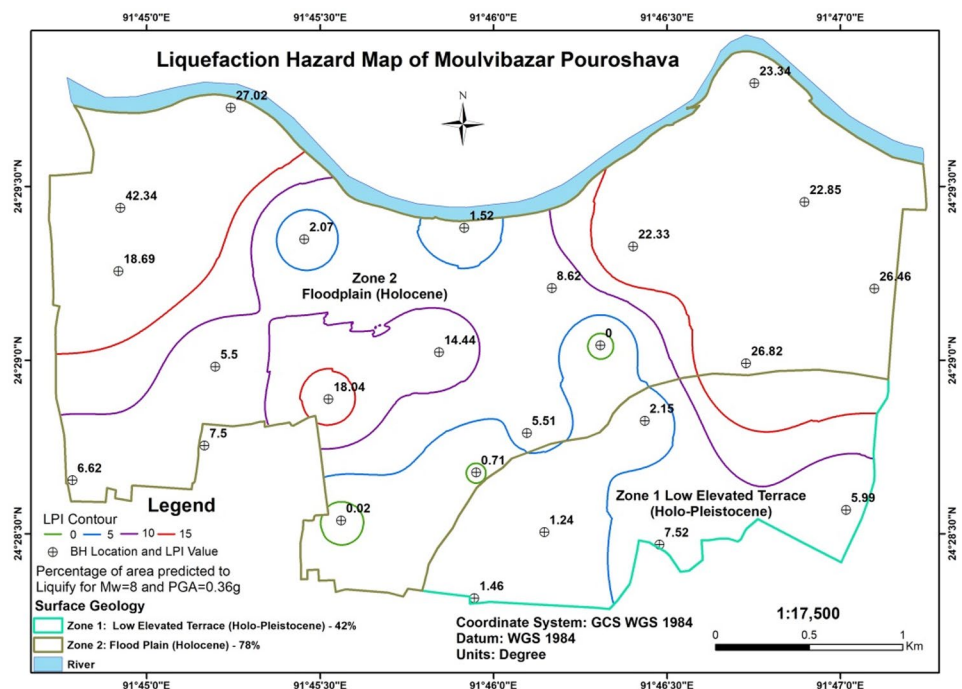 91°45'0"E 91°45'30"E 91°46'0"E 91°46'30"E 91°47'0"E
Liquefaction Hazard Map of Moulvibazar Pouroshava
23.34
27.02
N
24°29'30"N 24°29'30"N
42.34
22.85
2.07
1.52
22.33
18.69
Zone 2
Floodplain (Holocene)
8.62
26.46
14.44
0
24°29'0"N 24°29'0"N
5.5
26.82
18.04
2.15
5.51
7.5
0.71
6.62
Legend
Zone 1 Low Elevated Terrace
(Holo-Pleistocene)
5.99
0.02
LPI Contour
0 5 10 15
1.24
7.52
24°28'30"N 24°28'30"N
BH Location and LPI Value
Percentage of area predicted to
Liquify for Mw=8 and PGA=0.36g
1.46
Surface Geology
Zone 1: Low Elevated Terrace (Holo-Pleistocene) - 42%
Zone 2: Flood Plain (Holocene) - 78%
River
Coordinate System: GCS WGS 1984
Datum: WGS 1984
Units: Degree
1:17,500
0 0.5 1
Km
91°45'0"E 91°45'30"E 91°46'0"E 91°46'30"E 91°47'0"E